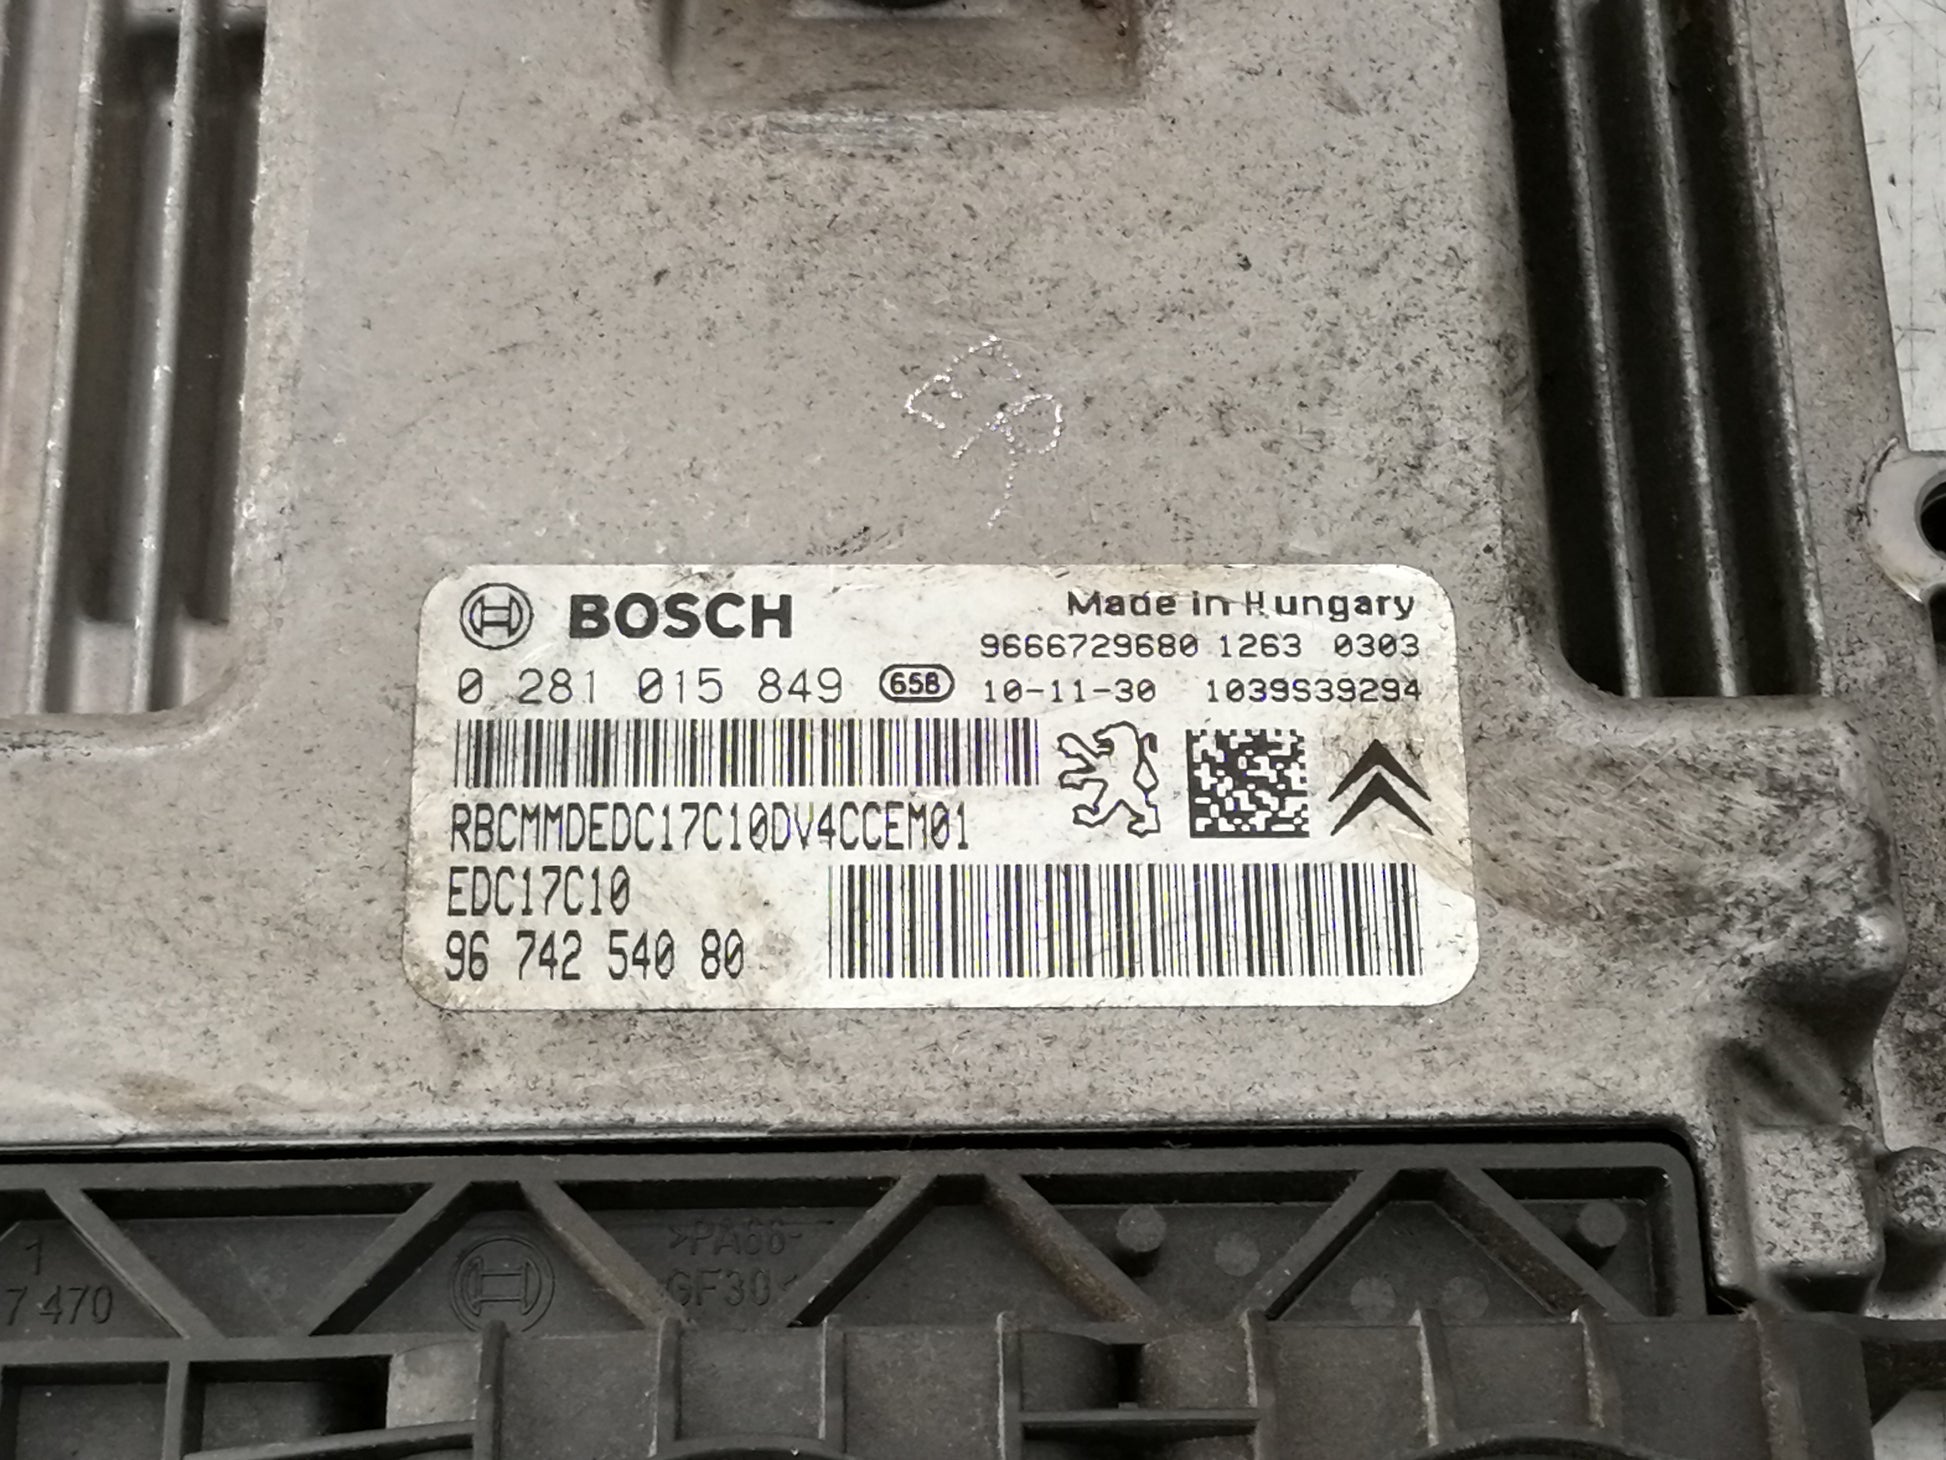 BOSCH
Made in Hungary
9666729680 1263 0303
0 281 015 849 658 10-11-30 1039S39294
RBCMMDEDC17C10DV4CCEM01
EDC17C10
96 742 540 80
>PA66-
GF30<
1
7 470